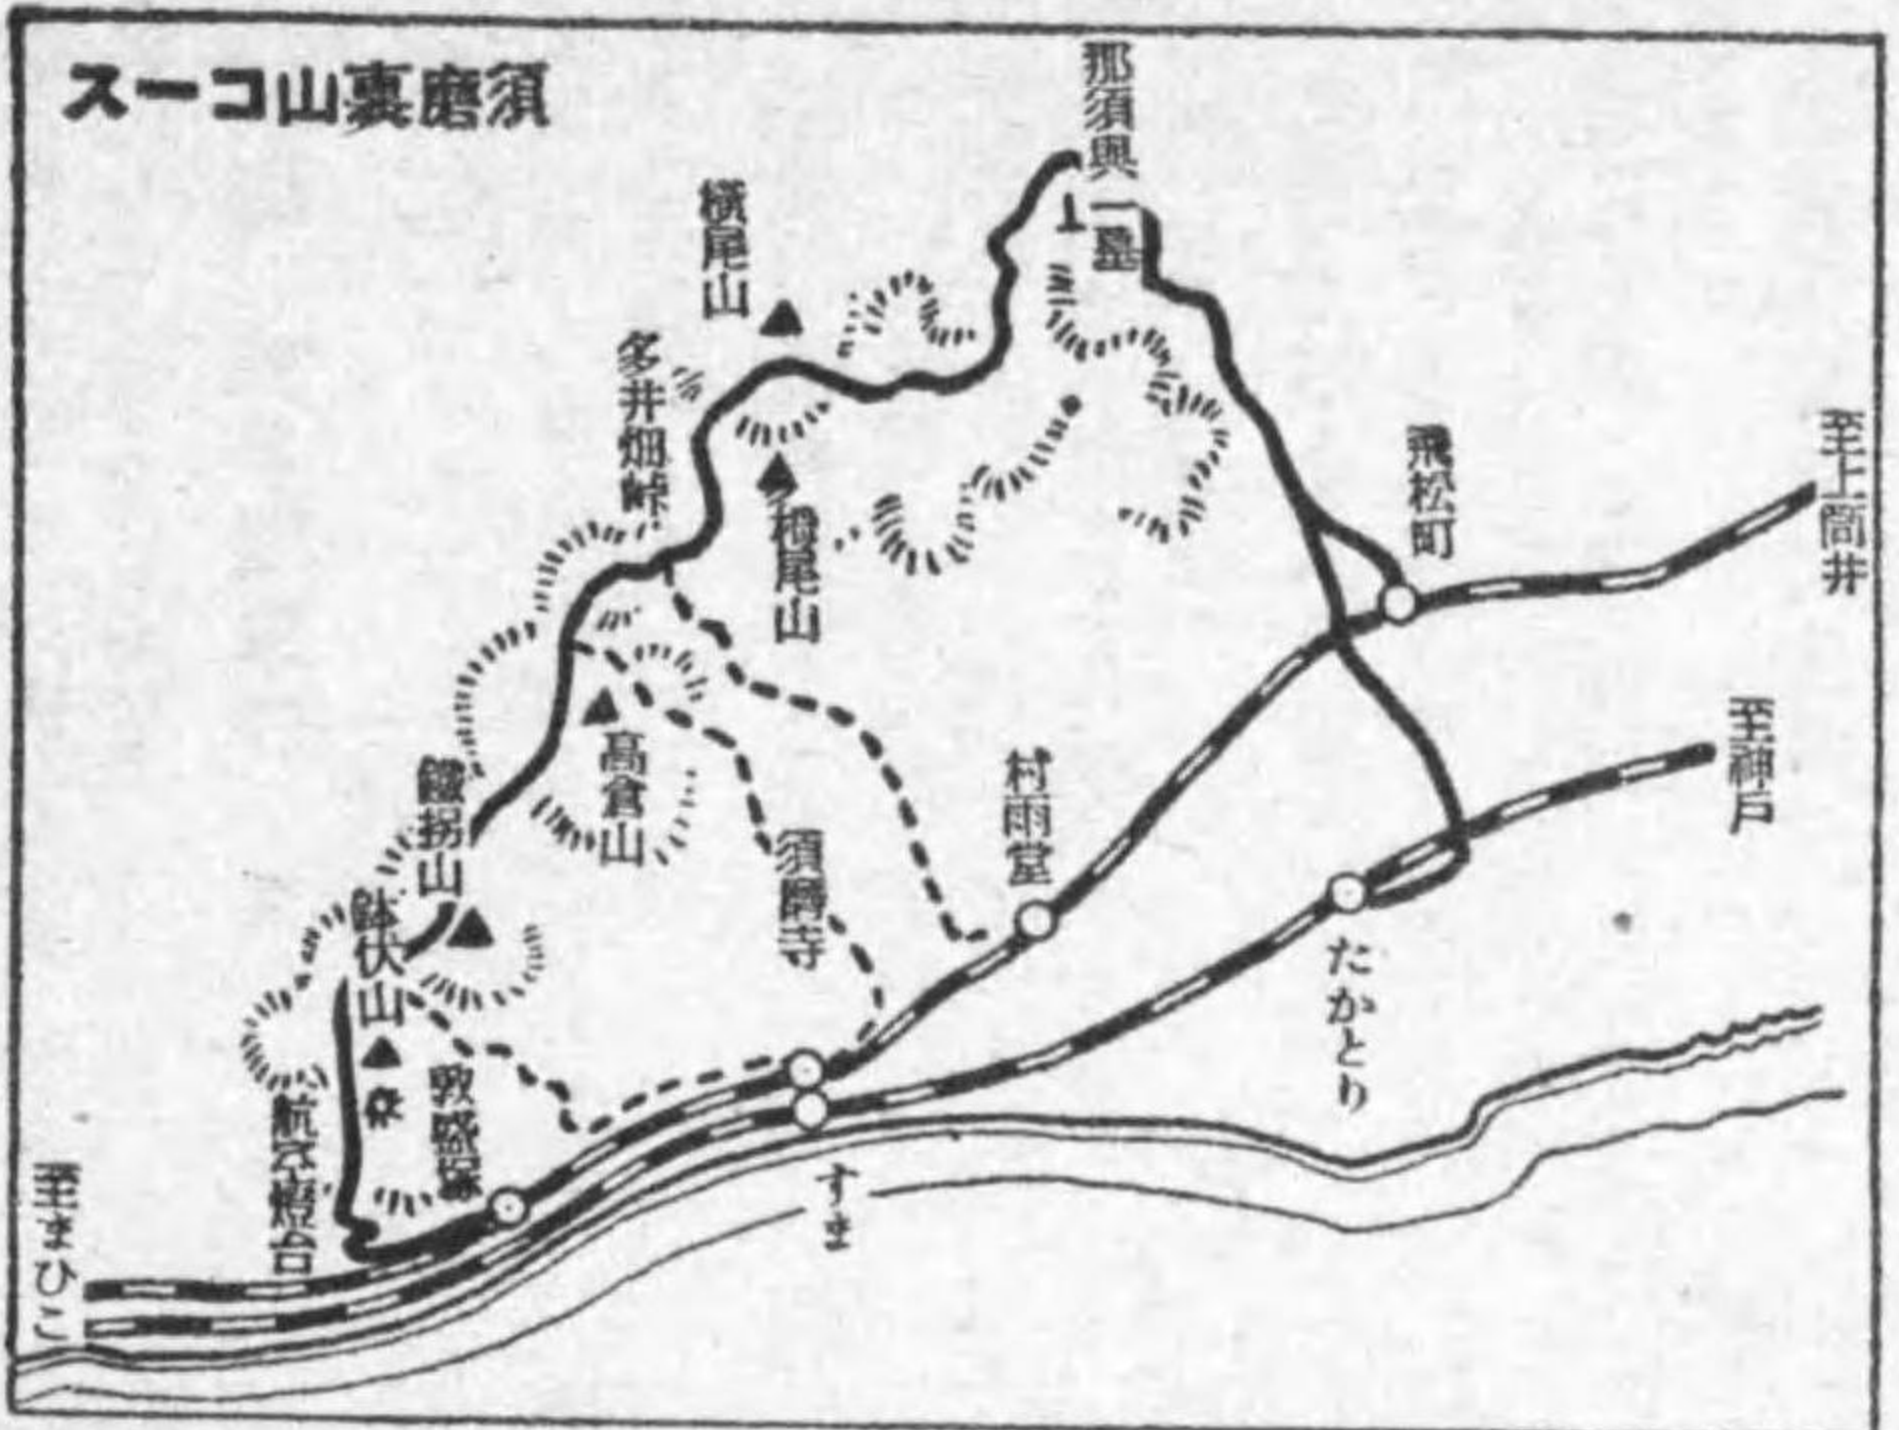 須磨裏山コース
那須與一墓
横尾山
多井畑峠
栂尾山
飛松町
至上筒井
至神戸
高倉山
村雨堂
須磨寺
鐵拐山
鉢伏山
たかとり
敦盛塚
航空燈台
すま
至まひこ